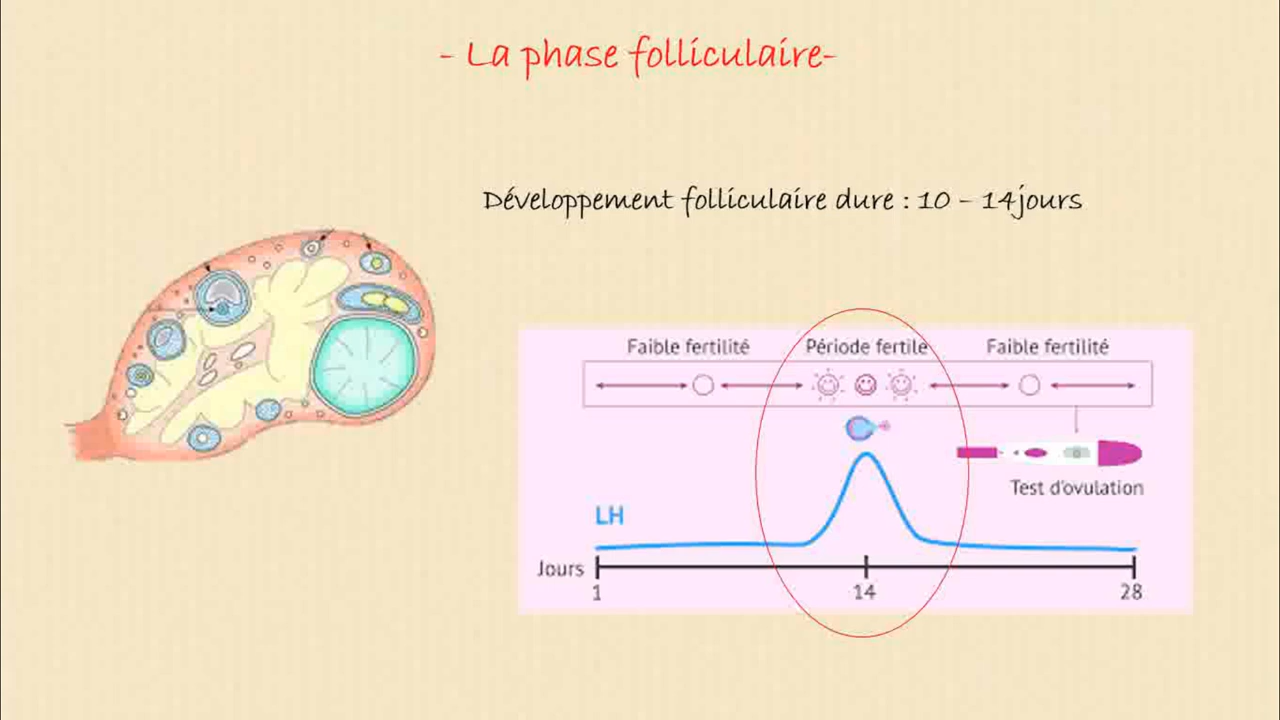 - La phase folliculaire-
Développement folliculaire dure : 10 – 14jours
Faible fertilité
Période fertile
Faible fertilité
Test d'ovulation
LH
Jours
1
14
28